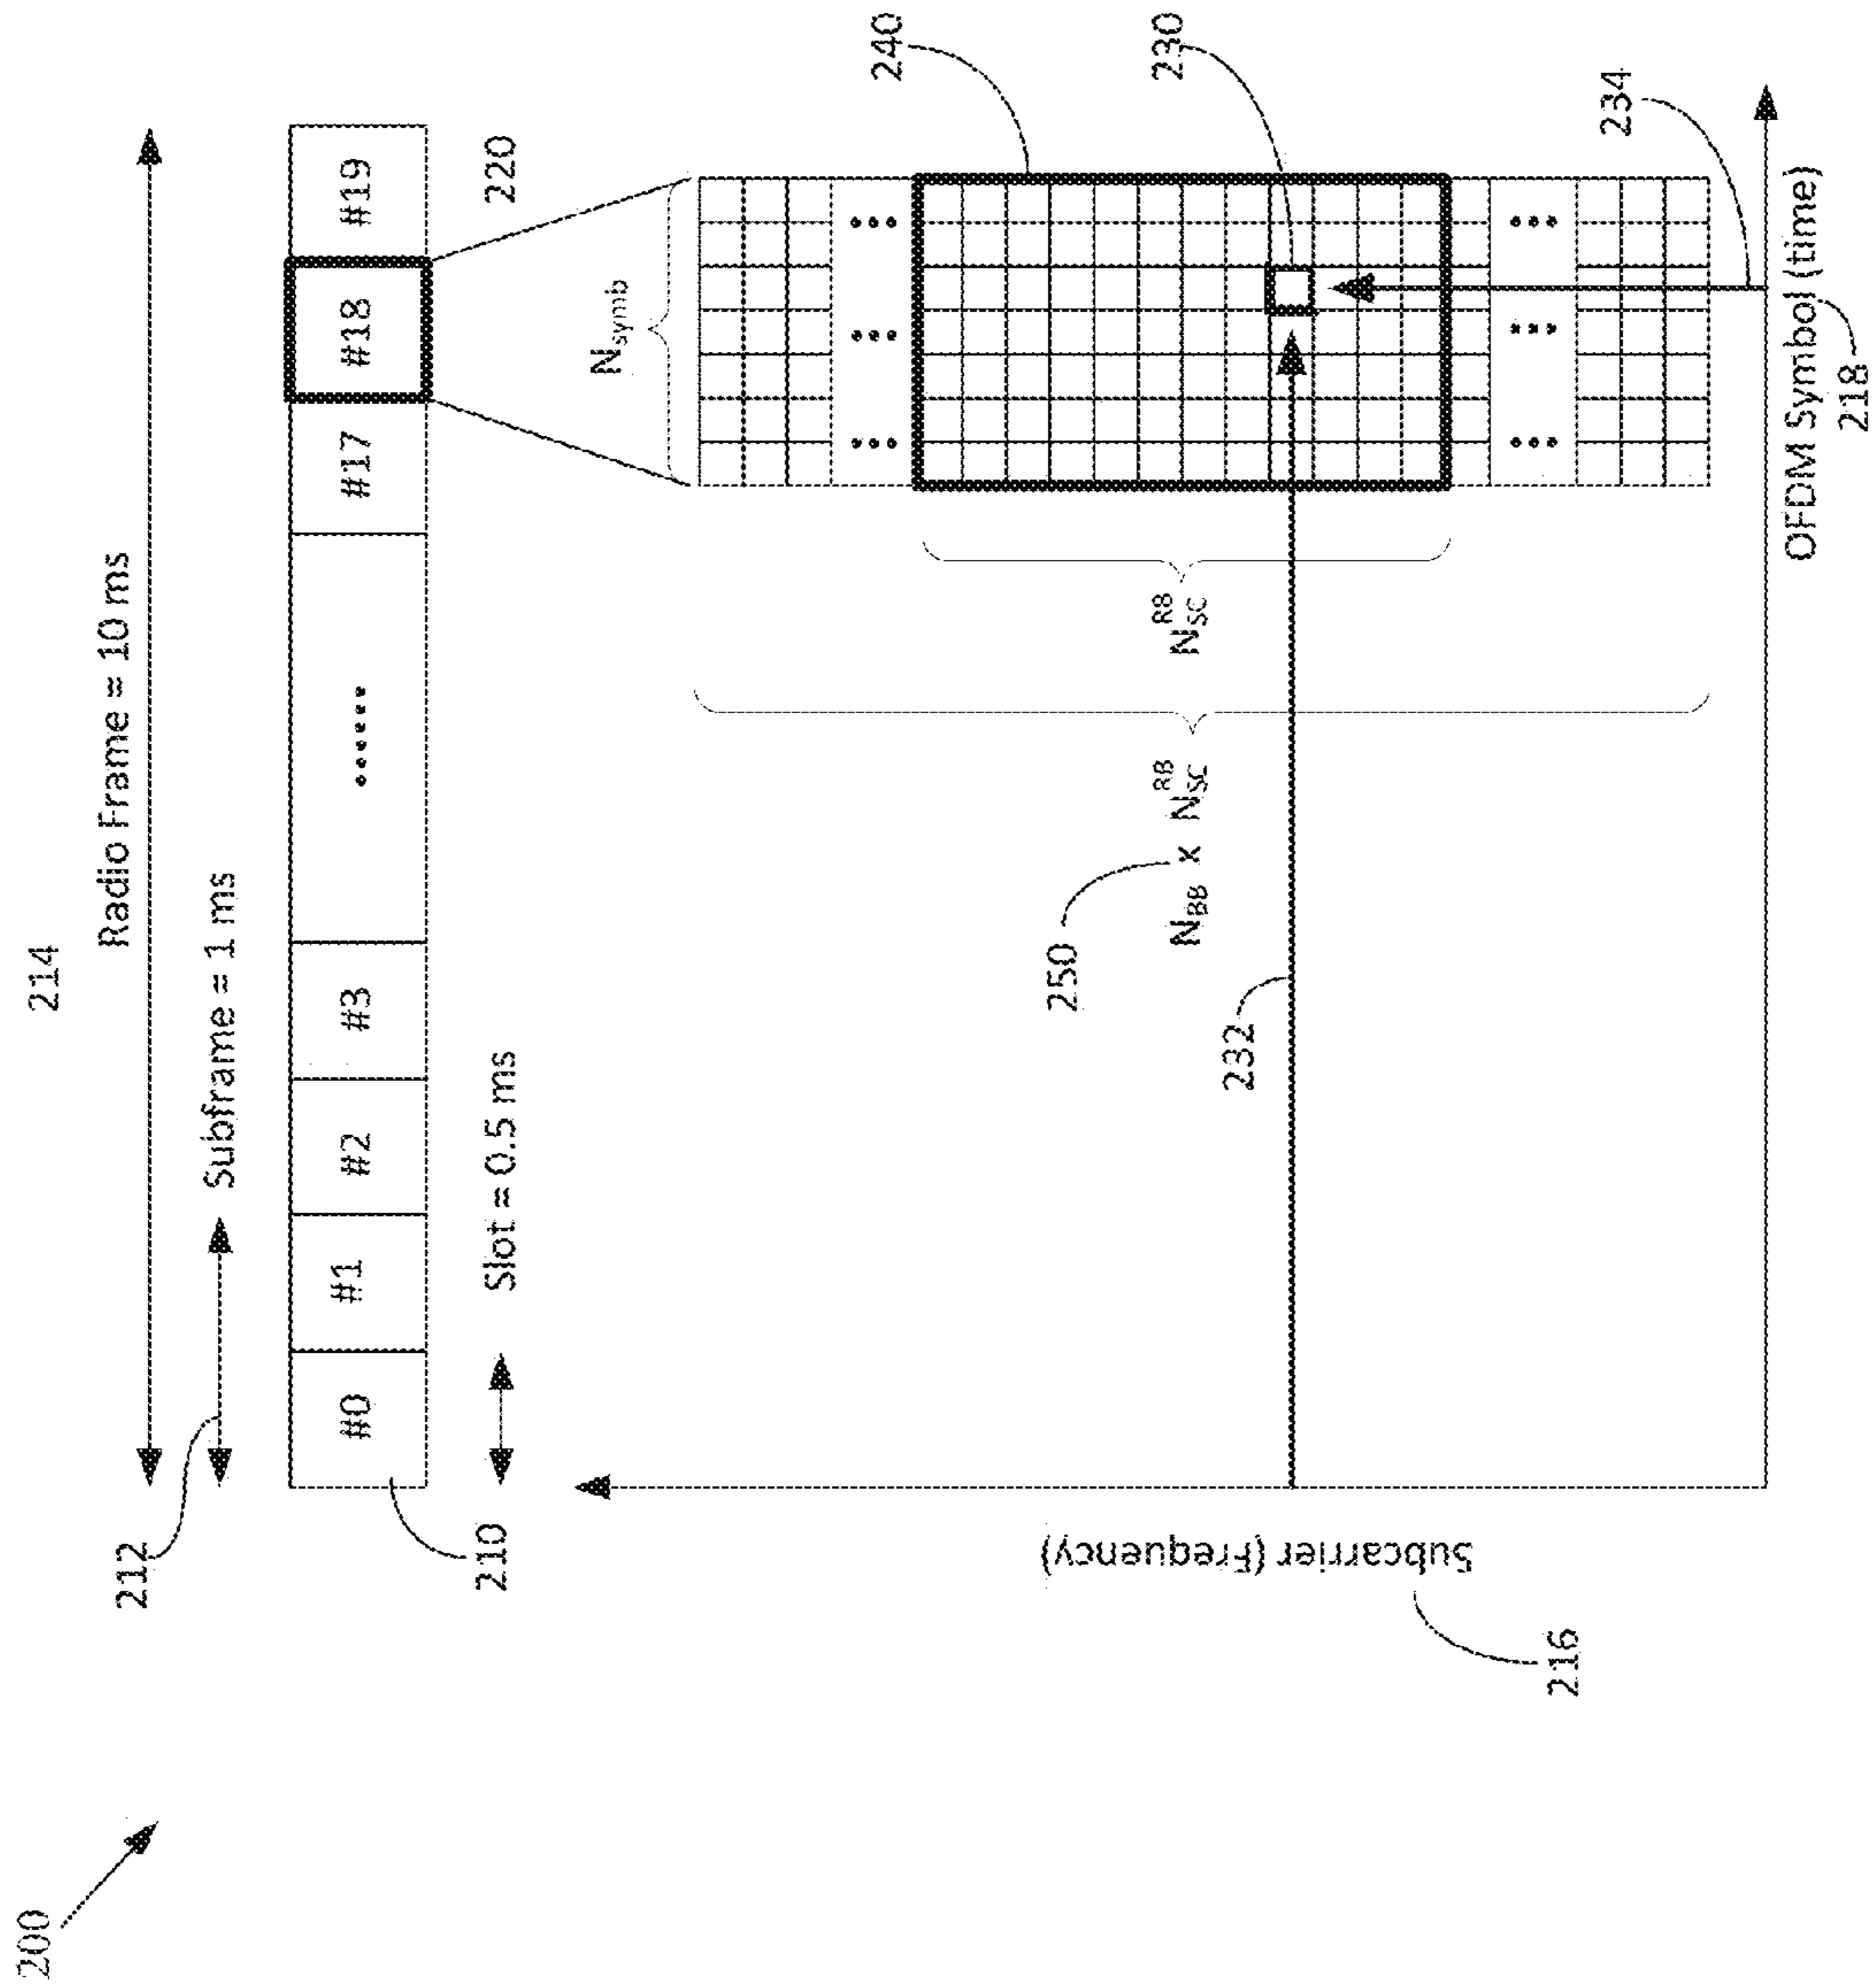 200
214
Radio Frame = 10 ms
212
Subframe = 1 ms
#0 #1 #2 #3 ...... #17 #18 #19
210
Slot = 0.5 ms
220
N_symb
240
230
234
250
N_BB × N_SC^RB
N_SC^RB
232
Subcarrier (Frequency)
216
OFDM Symbol (time)
218